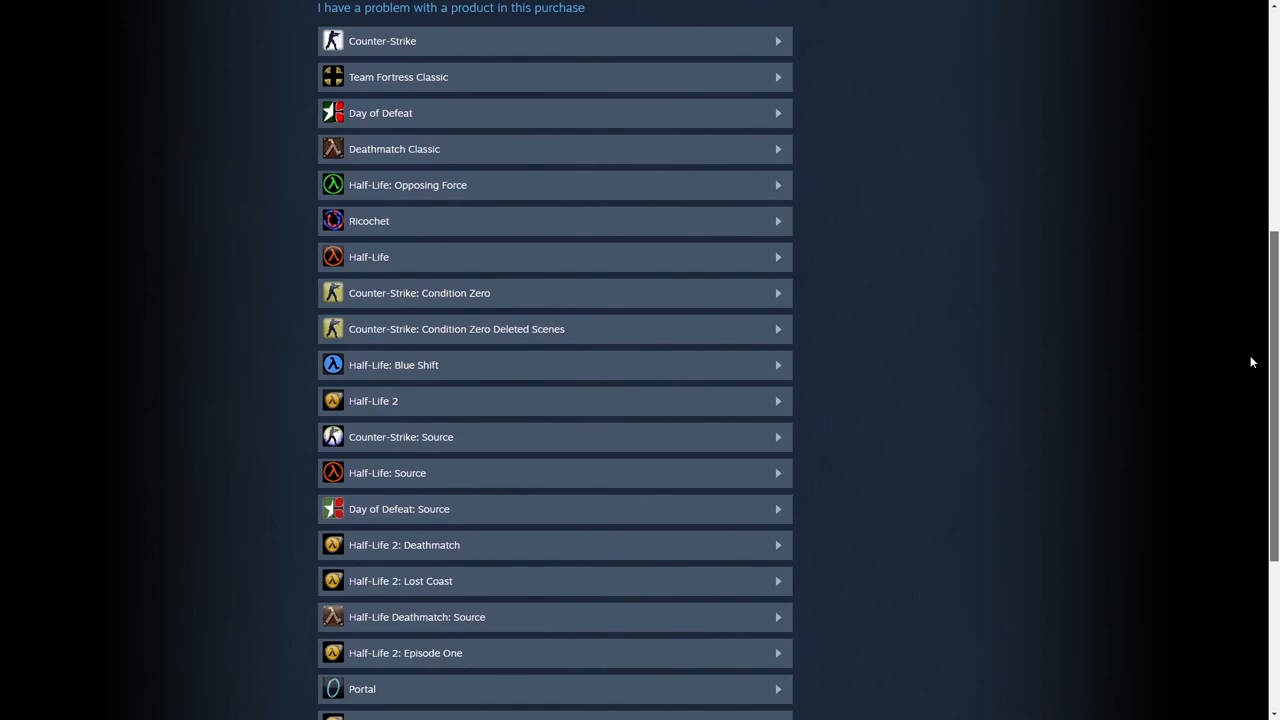 I have a problem with a product in this purchase
Counter-Strike
Team Fortress Classic
Day of Defeat
Deathmatch Classic
Half-Life: Opposing Force
Ricochet
Half-Life
Counter-Strike: Condition Zero
Counter-Strike: Condition Zero Deleted Scenes
Half-Life: Blue Shift
Half-Life 2
Counter-Strike: Source
Half-Life: Source
Day of Defeat: Source
Half-Life 2: Deathmatch
Half-Life 2: Lost Coast
Half-Life Deathmatch: Source
Half-Life 2: Episode One
Portal